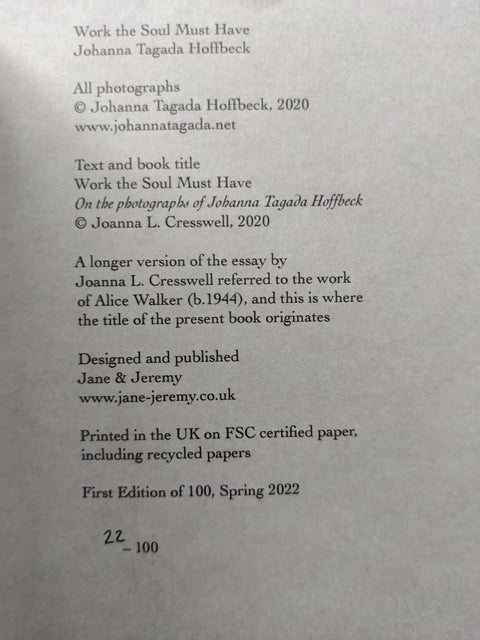 Work the Soul Must Have
Johanna Tagada Hoffbeck
All photographs
© Johanna Tagada Hoffbeck, 2020
www.johannatagada.net
Text and book title
Work the Soul Must Have
On the photographs of Johanna Tagada Hoffbeck
© Joanna L. Cresswell, 2020
A longer version of the essay by
Joanna L. Cresswell referred to the work
of Alice Walker (b.1944), and this is where
the title of the present book originates
Designed and published
Jane & Jeremy
www.jane-jeremy.co.uk
Printed in the UK on FSC certified paper,
including recycled papers
First Edition of 100, Spring 2022
22
– 100